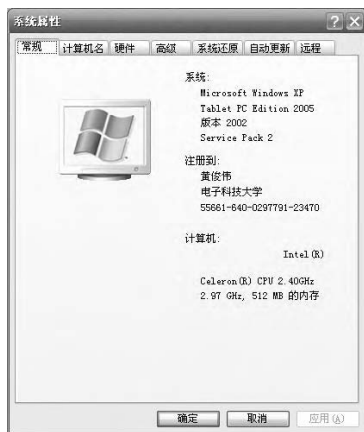 系统属性
常规 计算机名 硬件 高级 系统还原 自动更新 远程
系统:
Microsoft Windows XP
Tablet PC Edition 2005
版本 2002
Service Pack 2
注册到:
黄俊伟
电子科技大学
55661-640-0297791-23470
计算机:
Intel(R)
Celeron(R) CPU 2.40GHz
2.97 GHz, 512 MB 的内存
确定 取消 应用(A)